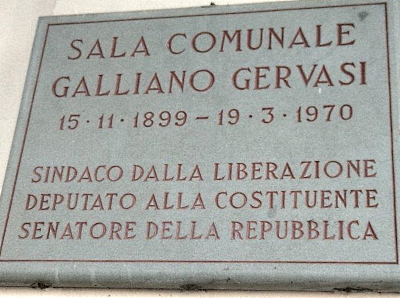 SALA COMUNALE
GALLIANO GERVASI
15·11·1899 – 19·3·1970
SINDACO DALLA LIBERAZIONE
DEPUTATO ALLA COSTITUENTE
SENATORE DELLA REPUBBLICA